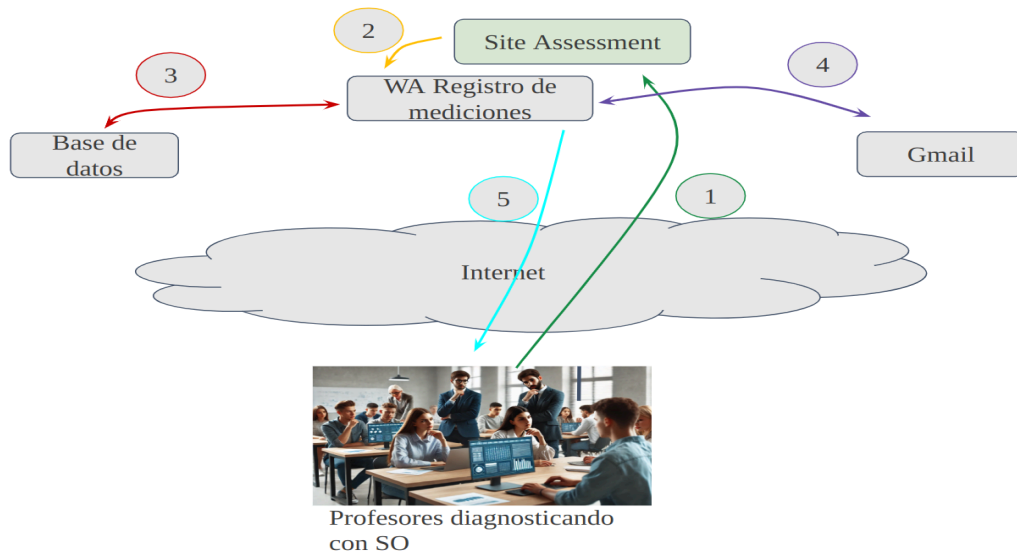 2
Site Assessment
3
WA Registro de
mediciones
4
Base de
datos
Gmail
5
1
Internet
Profesores diagnosticando
con SO